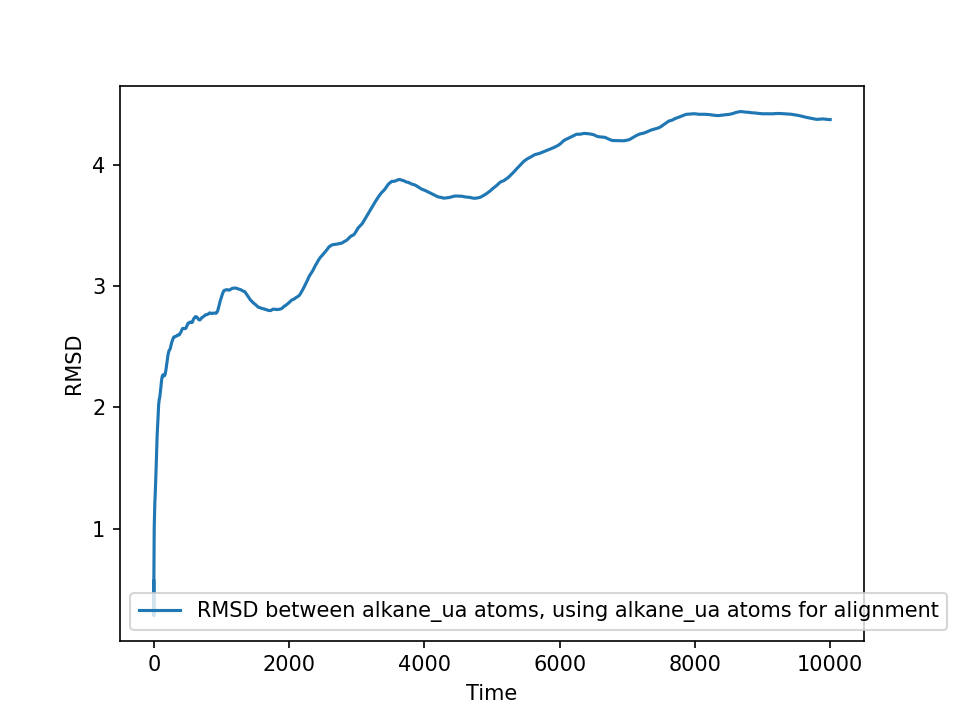 4
3
2
1
RMSD
RMSD between alkane_ua atoms, using alkane_ua atoms for alignment
0 2000 4000 6000 8000 10000
Time